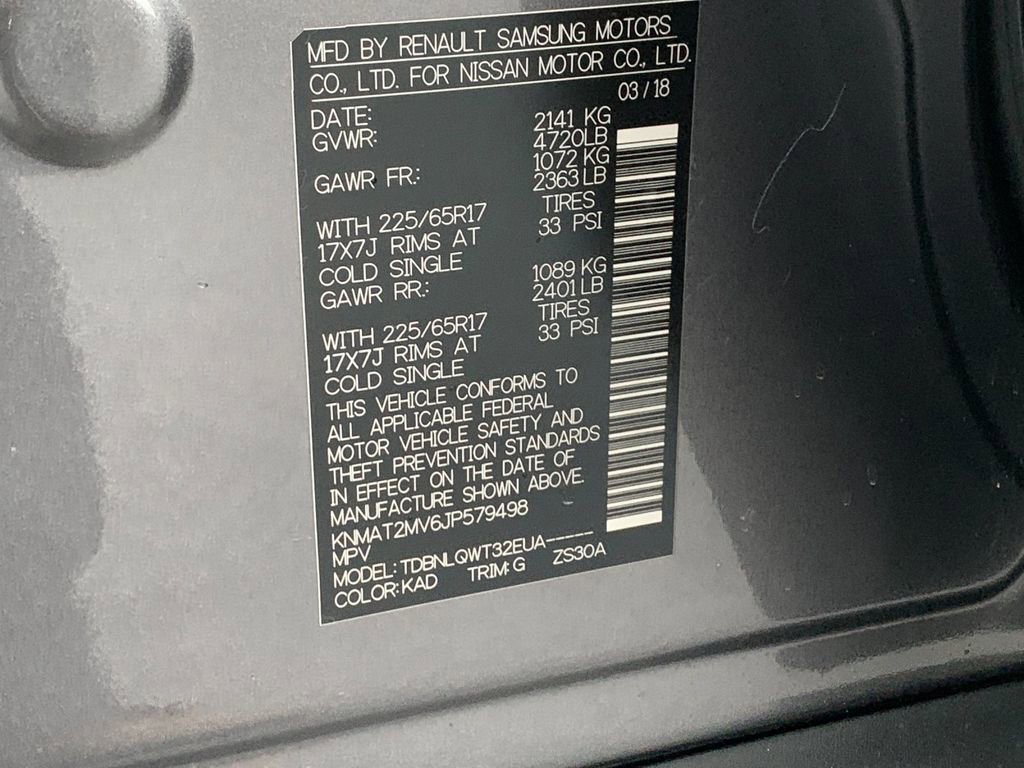 MFD BY RENAULT SAMSUNG MOTORS
CO., LTD. FOR NISSAN MOTOR CO., LTD.
DATE: 03/18
GVWR: 2141 KG
4720LB
GAWR FR.: 1072 KG
2363LB
WITH 225/65R17 TIRES
17X7J RIMS AT 33 PSI
COLD SINGLE
GAWR RR.: 1089 KG
2401LB
WITH 225/65R17 TIRES
17X7J RIMS AT 33 PSI
COLD SINGLE
THIS VEHICLE CONFORMS TO
ALL APPLICABLE FEDERAL
MOTOR VEHICLE SAFETY AND
THEFT PREVENTION STANDARDS
IN EFFECT ON THE DATE OF
MANUFACTURE SHOWN ABOVE.
KNMAT2MV6JP579498
MPV
MODEL: TDBNLQWT32EUA-----
COLOR:KAD TRIM:G ZS30A